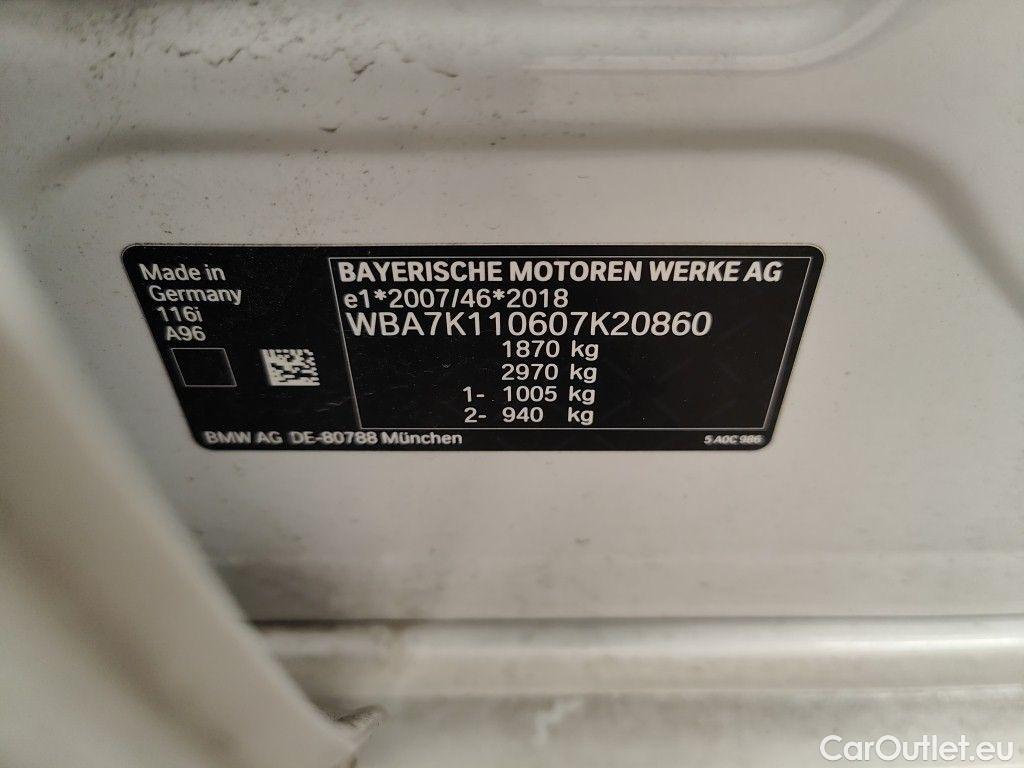 Made in
Germany
116i
A96
BAYERISCHE MOTOREN WERKE AG
e1*2007/46*2018
WBA7K110607K20860
1870 kg
2970 kg
1- 1005 kg
2- 940 kg
BMW AG DE-80788 München
5 A0C 986
CarOutlet.eu